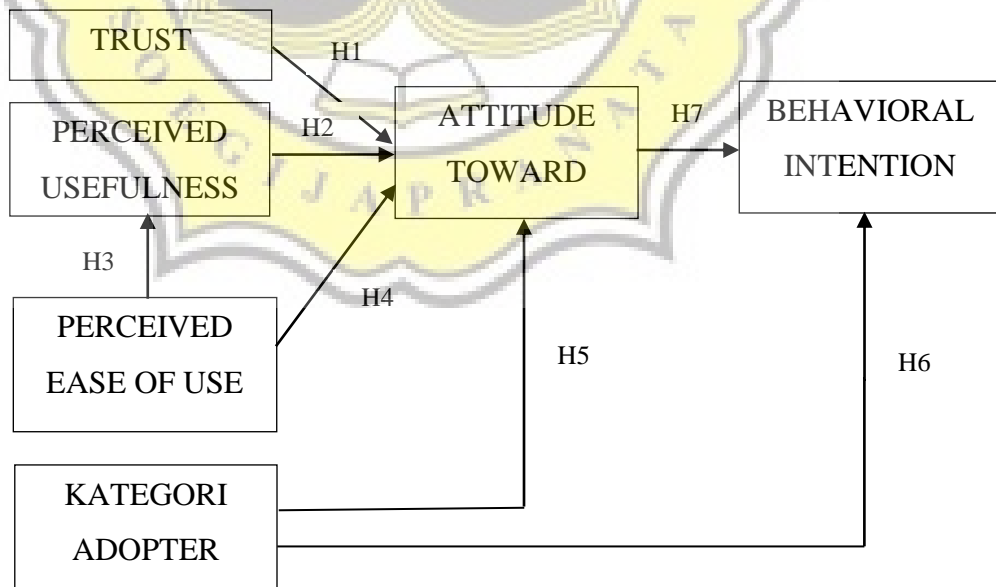 TRUST
H1
PERCEIVED
USEFULNESS
H2
ATTITUDE
TOWARD
H7
BEHAVIORAL
INTENTION
H3
H4
PERCEIVED
EASE OF USE
H5
H6
KATEGORI
ADOPTER
SOEGIJAPRANATA